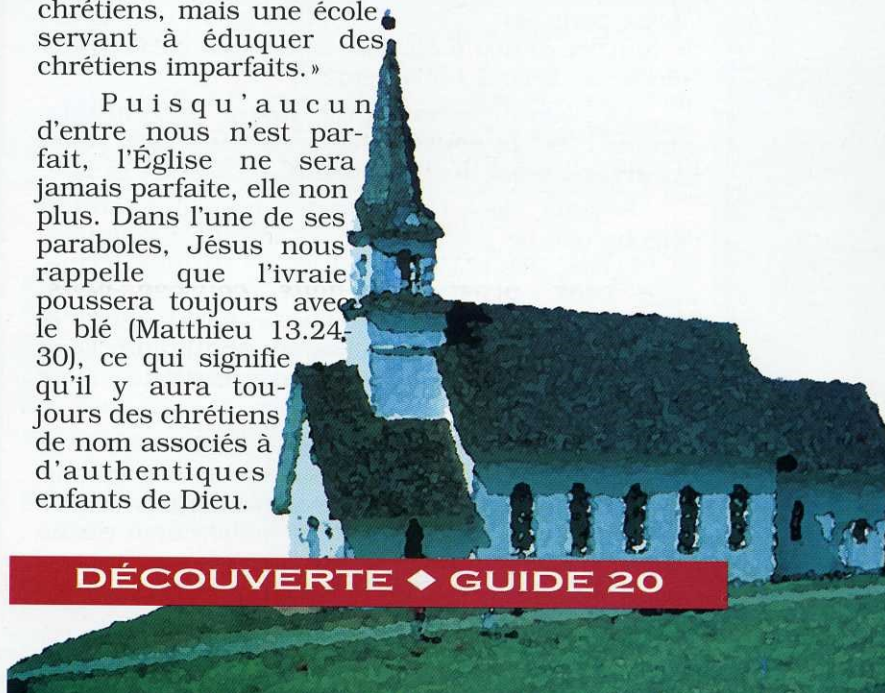 chrétiens, mais une école
servant à éduquer des
chrétiens imparfaits.»
Puisqu'aucun
d'entre nous n'est par-
fait, l'Église ne sera
jamais parfaite, elle non
plus. Dans l'une de ses
paraboles, Jésus nous
rappelle que l'ivraie
poussera toujours avec
le blé (Matthieu 13.24-
30), ce qui signifie
qu'il y aura tou-
jours des chrétiens
de nom associés à
d'authentiques
enfants de Dieu.
DÉCOUVERTE ◆ GUIDE 20